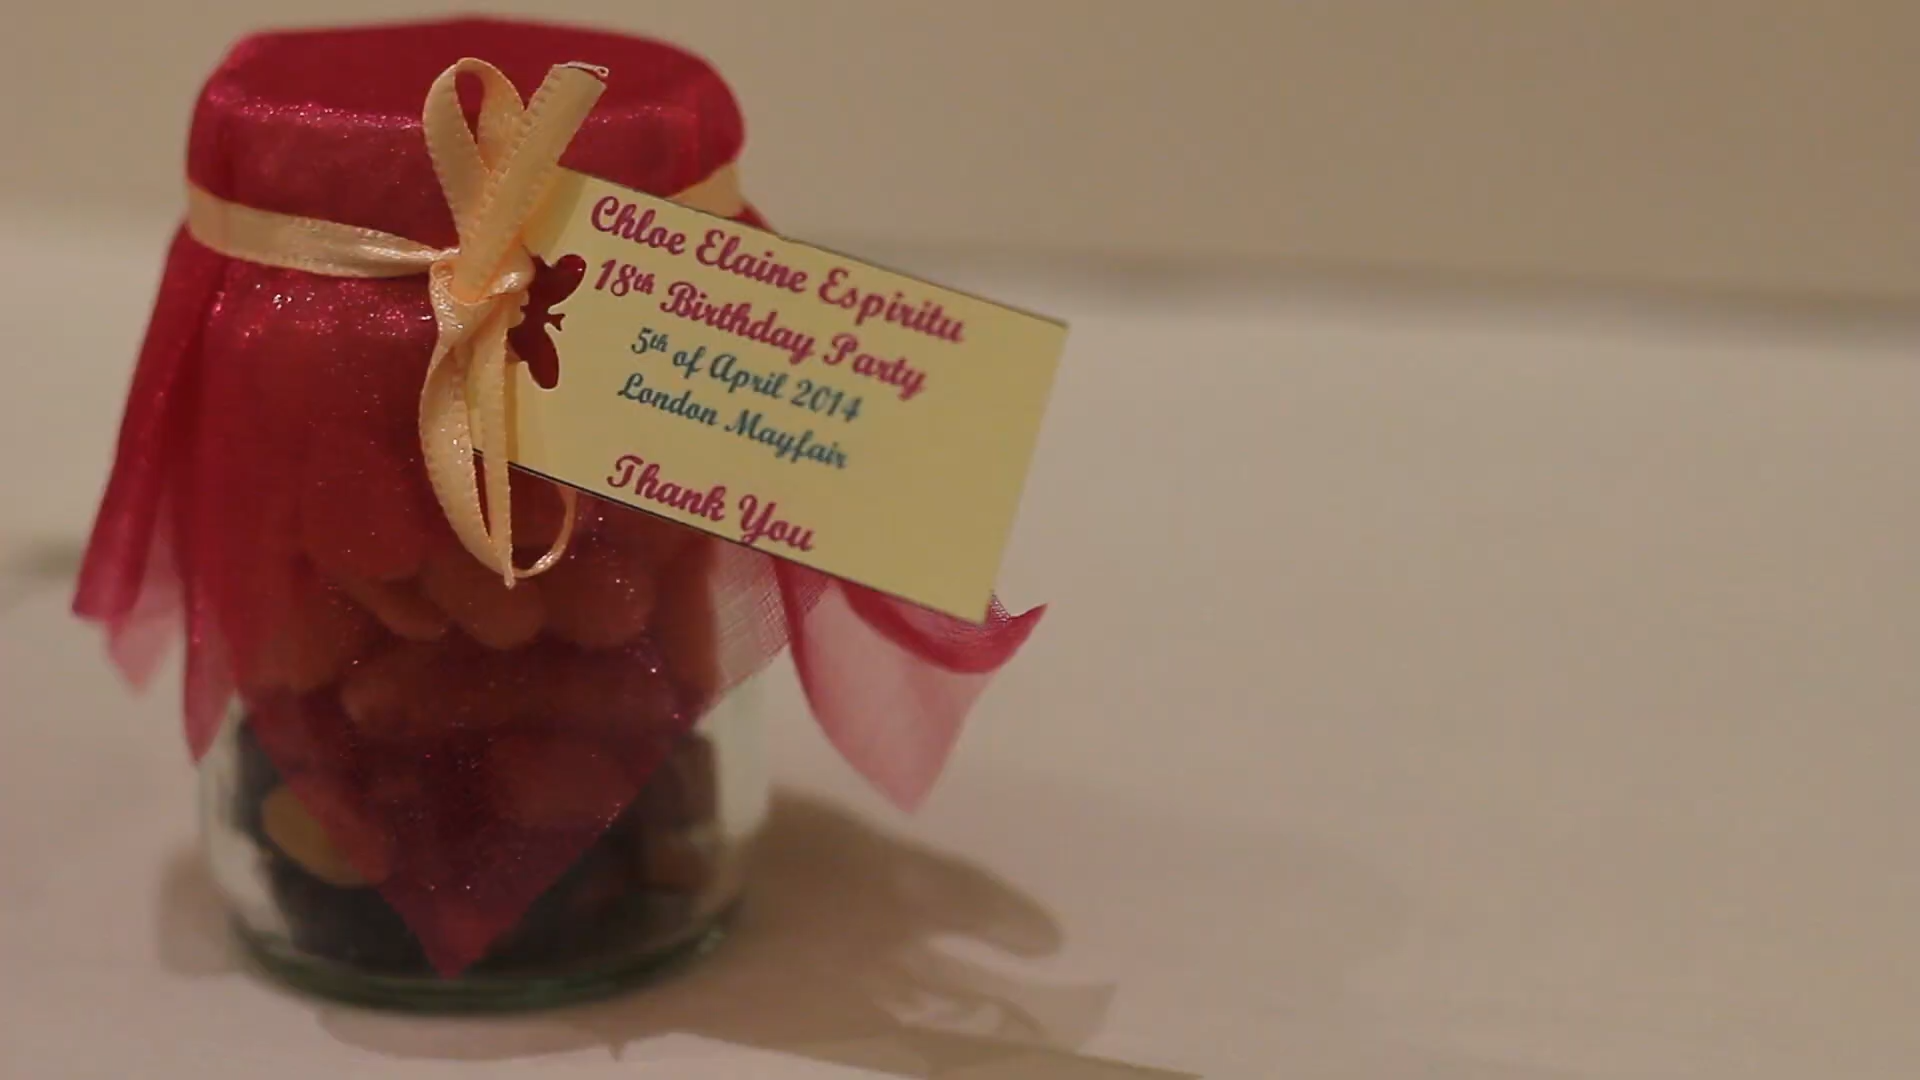 Chloe Elaine Espiritu
18th Birthday Party
5th of April 2014
London Mayfair
Thank You